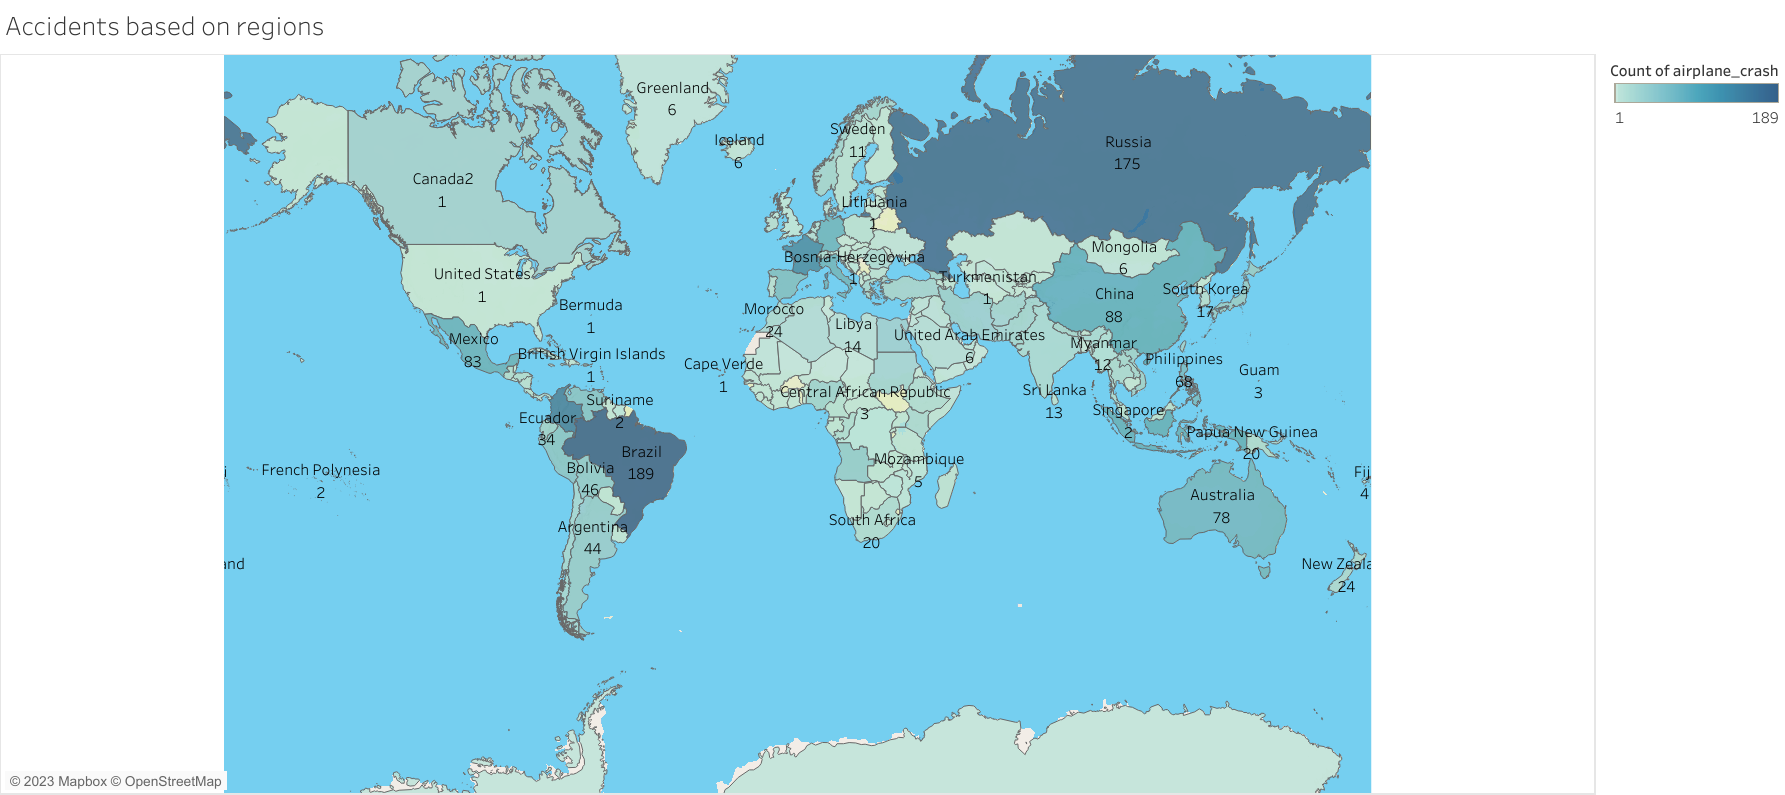 Accidents based on regions
Count of airplane_crash
1 189
Greenland
6
Iceland
6
Sweden
11
Russia
175
Canada2
1
Lithuania
1
Mongolia
6
Bosnia-Herzegovina
1
United States
1
Turkmenistan
1
China
88
South Korea
17
Bermuda
1
Morocco
24
Libya
14
United Arab Emirates
6
Mexico
83
Myanmar
12
British Virgin Islands
1
Philippines
68
Cape Verde
1
Guam
3
Central African Republic
3
Sri Lanka
13
Suriname
2
Singapore
2
Ecuador
34
Papua New Guinea
20
Brazil
189
Mozambique
5
French Polynesia
2
Bolivia
46
Fij
4
Australia
78
South Africa
20
Argentina
44
and
New Zeala
24
© 2023 Mapbox © OpenStreetMap